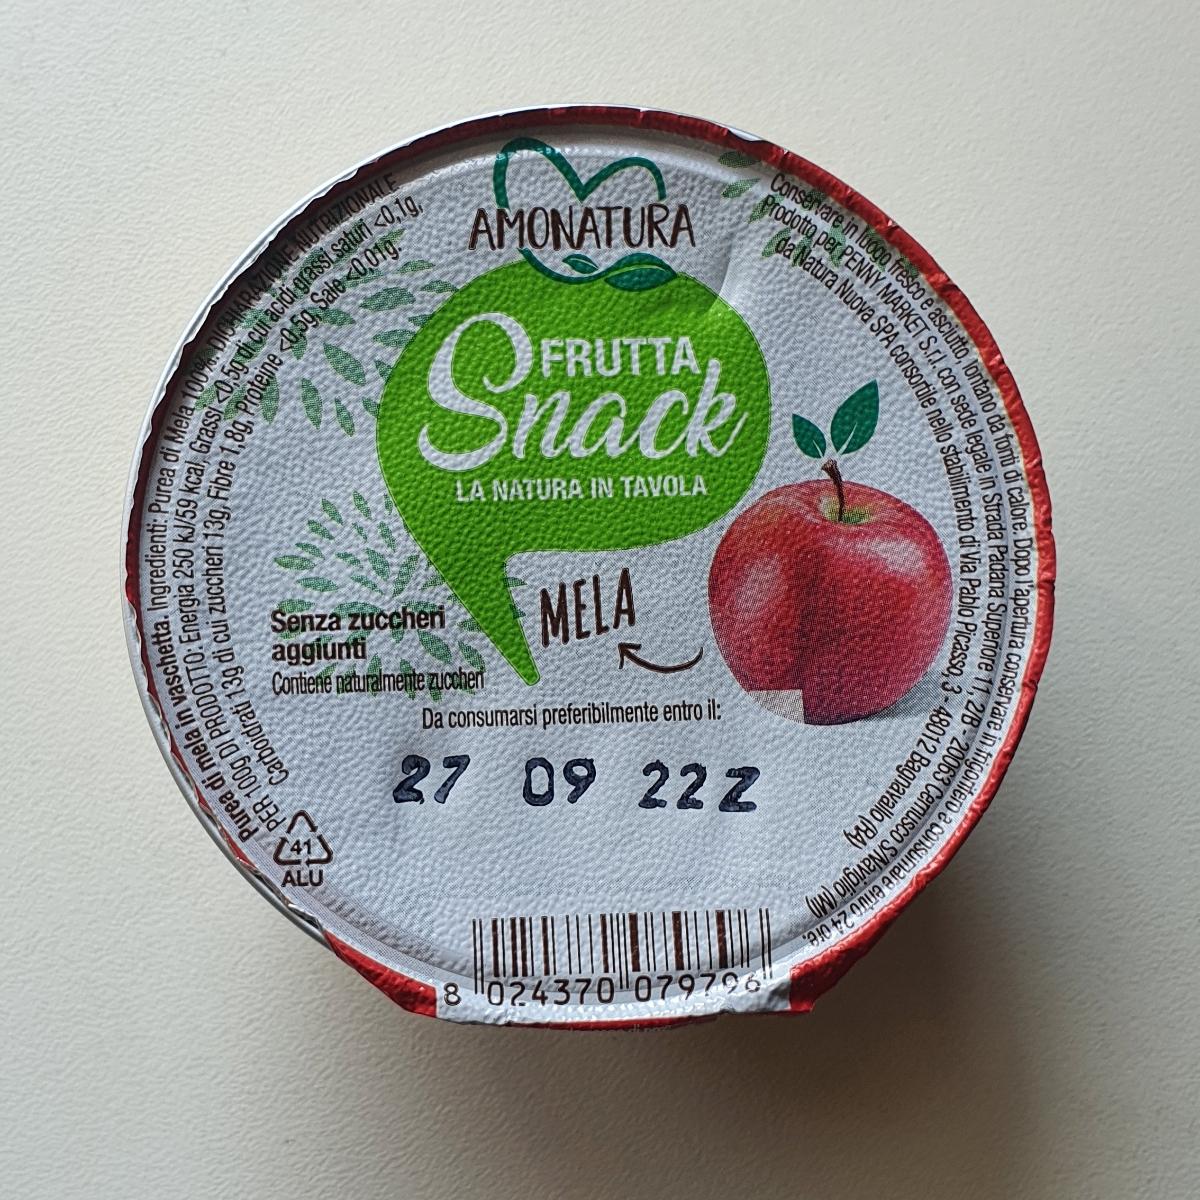 AMONATURA
FRUTTA
Snack
LA NATURA IN TAVOLA
MELA
Senza zuccheri
aggiunti
Contiene naturalmente zuccheri
Da consumarsi preferibilmente entro il:
27 09 22Z
Purea di mela in vaschetta. Ingredienti: Purea di Mela 100%. DICHIARAZIONE NUTRIZIONALE
PER 100g DI PRODOTTO: Energia 250 kJ/59 kcal, Grassi <0,5g di cui acidi grassi saturi <0,1g,
Carboidrati 13g di cui zuccheri 13g, Fibre 1,8g, Proteine <0,5g, Sale <0,01g.
41
ALU
Conservare in luogo fresco e asciutto, lontano da fonti di calore. Dopo l'apertura conservare in frigorifero e consumare entro 24 ore.
Prodotto per PENNY MARKET S.r.l. con sede legale in Strada Padana Superiore 11, 2/B - 20063 Cernusco S/Naviglio (MI)
da Natura Nuova SPA consortile nello stabilimento di Via Pablo Picasso, 3 - 48012 Bagnacavallo (RA)
8 024370 079796